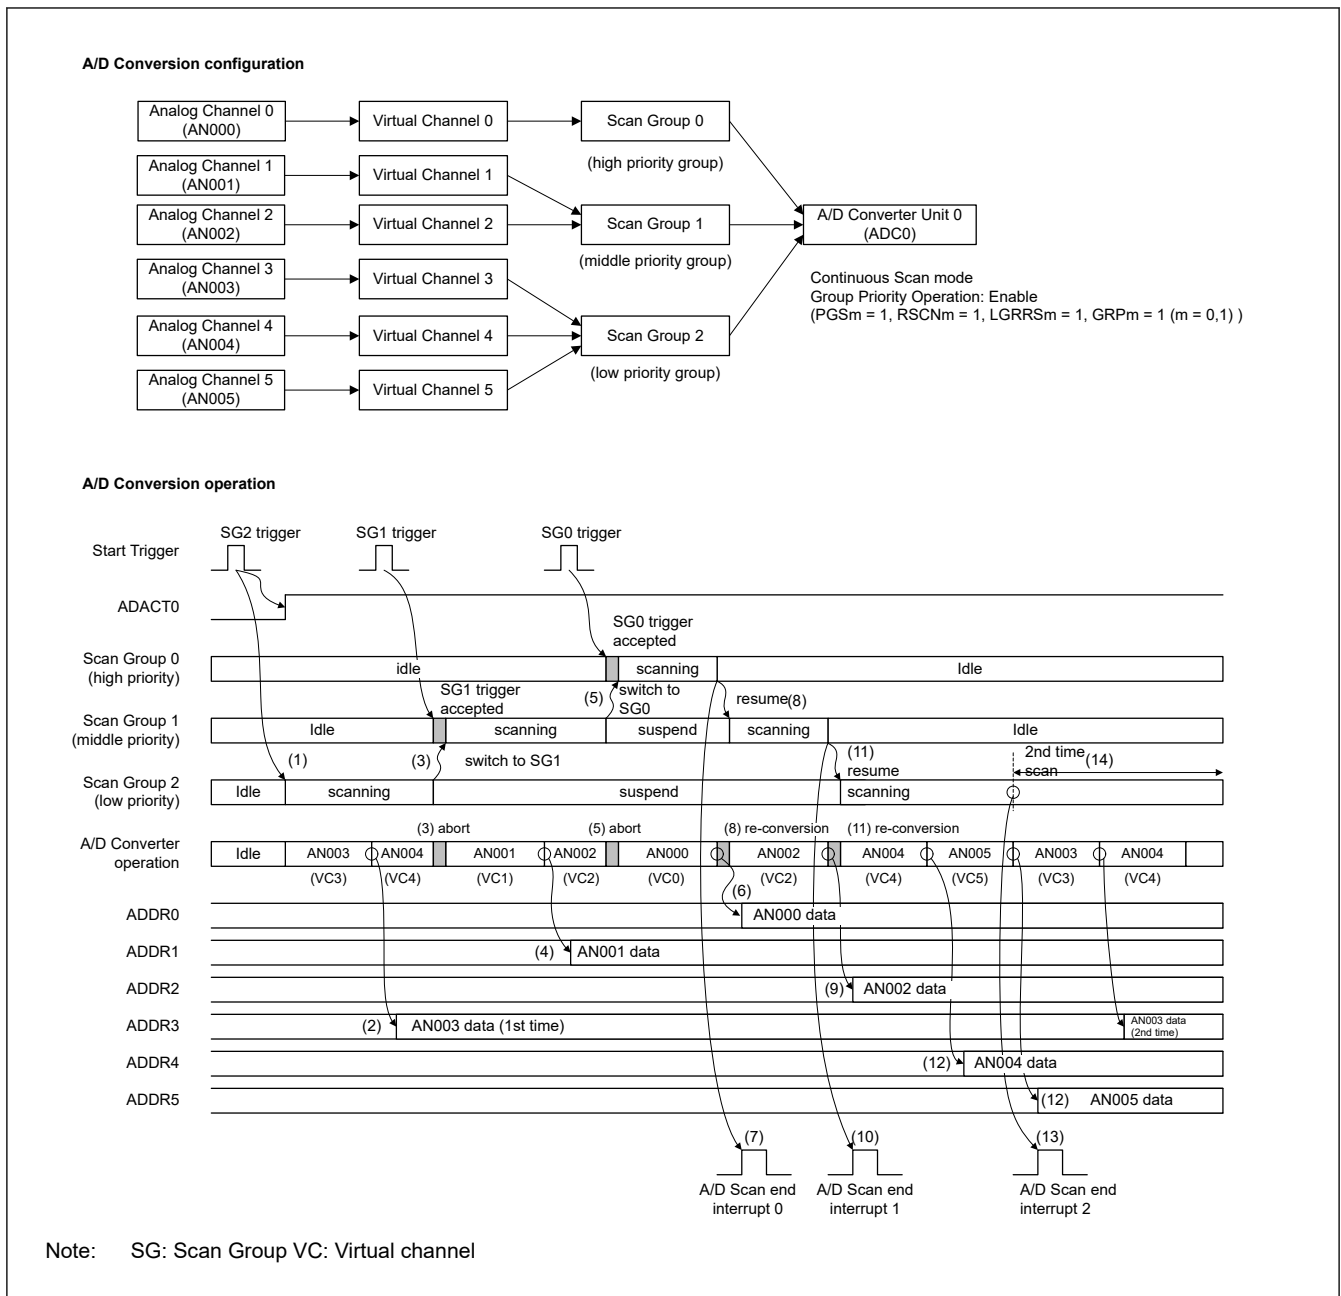 A/D Conversion configuration
Analog Channel 0
(AN000)
Virtual Channel 0
Scan Group 0
(high priority group)
Analog Channel 1
(AN001)
Virtual Channel 1
Analog Channel 2
(AN002)
Virtual Channel 2
Scan Group 1
(middle priority group)
A/D Converter Unit 0
(ADC0)
Analog Channel 3
(AN003)
Virtual Channel 3
Continuous Scan mode
Group Priority Operation: Enable
(PGSm = 1, RSCNm = 1, LGRRSm = 1, GRPm = 1 (m = 0,1) )
Analog Channel 4
(AN004)
Virtual Channel 4
Scan Group 2
(low priority group)
Analog Channel 5
(AN005)
Virtual Channel 5
A/D Conversion operation
SG2 trigger SG1 trigger SG0 trigger
Start Trigger
ADACT0
SG0 trigger
accepted
Scan Group 0
(high priority)
idle scanning Idle
SG1 trigger
accepted
(5) switch to
SG0
resume(8)
Scan Group 1
(middle priority)
Idle scanning suspend scanning Idle
(1) (3) switch to SG1
(11)
resume
2nd time
scan
(14)
Scan Group 2
(low priority)
Idle scanning suspend scanning
(3) abort (5) abort (8) re-conversion (11) re-conversion
A/D Converter
operation
Idle AN003 AN004 AN001 AN002 AN000 AN002 AN004 AN005 AN003 AN004
(VC3) (VC4) (VC1) (VC2) (VC0) (VC2) (VC4) (VC5) (VC3) (VC4)
(6)
ADDR0 AN000 data
ADDR1 (4) AN001 data
ADDR2 (9) AN002 data
ADDR3 (2) AN003 data (1st time) AN003 data
(2nd time)
ADDR4 (12) AN004 data
ADDR5 (12) AN005 data
(7) (10) (13)
A/D Scan end
interrupt 0
A/D Scan end
interrupt 1
A/D Scan end
interrupt 2
Note: SG: Scan Group VC: Virtual channel